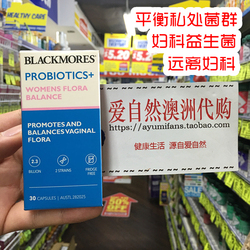 平衡私处菌群
妇科益生菌
远离妇科
BLACKMORES
PROBIOTICS+
WOMENS FLORA
BALANCE
PROMOTES AND
BALANCES VAGINAL
FLORA
2.3
BILLION
2 STRAINS
FRIDGE
FREE
30 CAPSULES
爱自然澳洲代购
https://ayumifans.taobao.com
健康生活 源自爱自然
50%